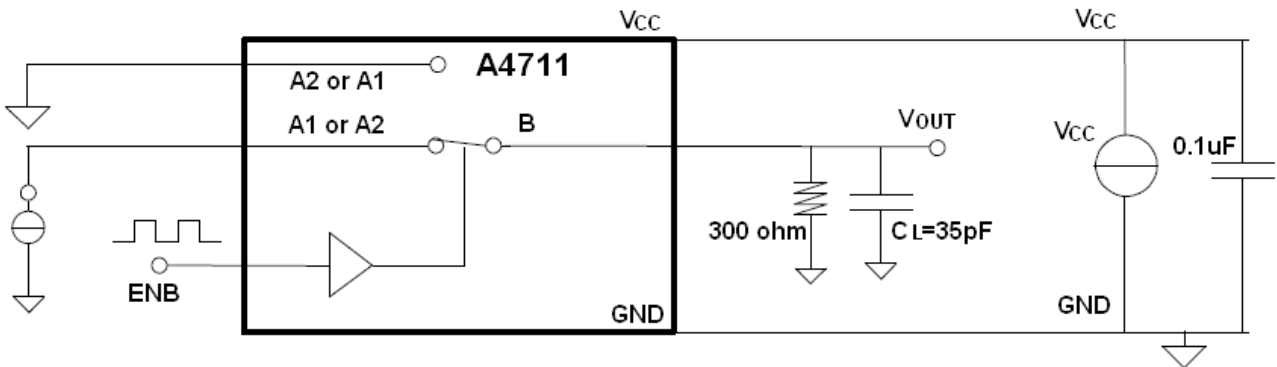 VCC
VCC
A4711
A2 or A1
A1 or A2
B
VOUT
VCC
0.1uF
300 ohm
CL=35pF
ENB
GND
GND